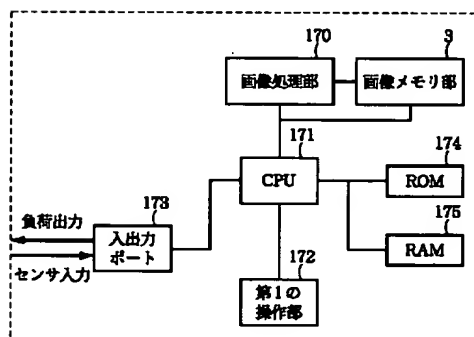 170
3
画像処理部
画像メモリ部
171
174
CPU
ROM
173
175
負荷出力
入出力
ポート
RAM
センサ入力
172
第1の
操作部